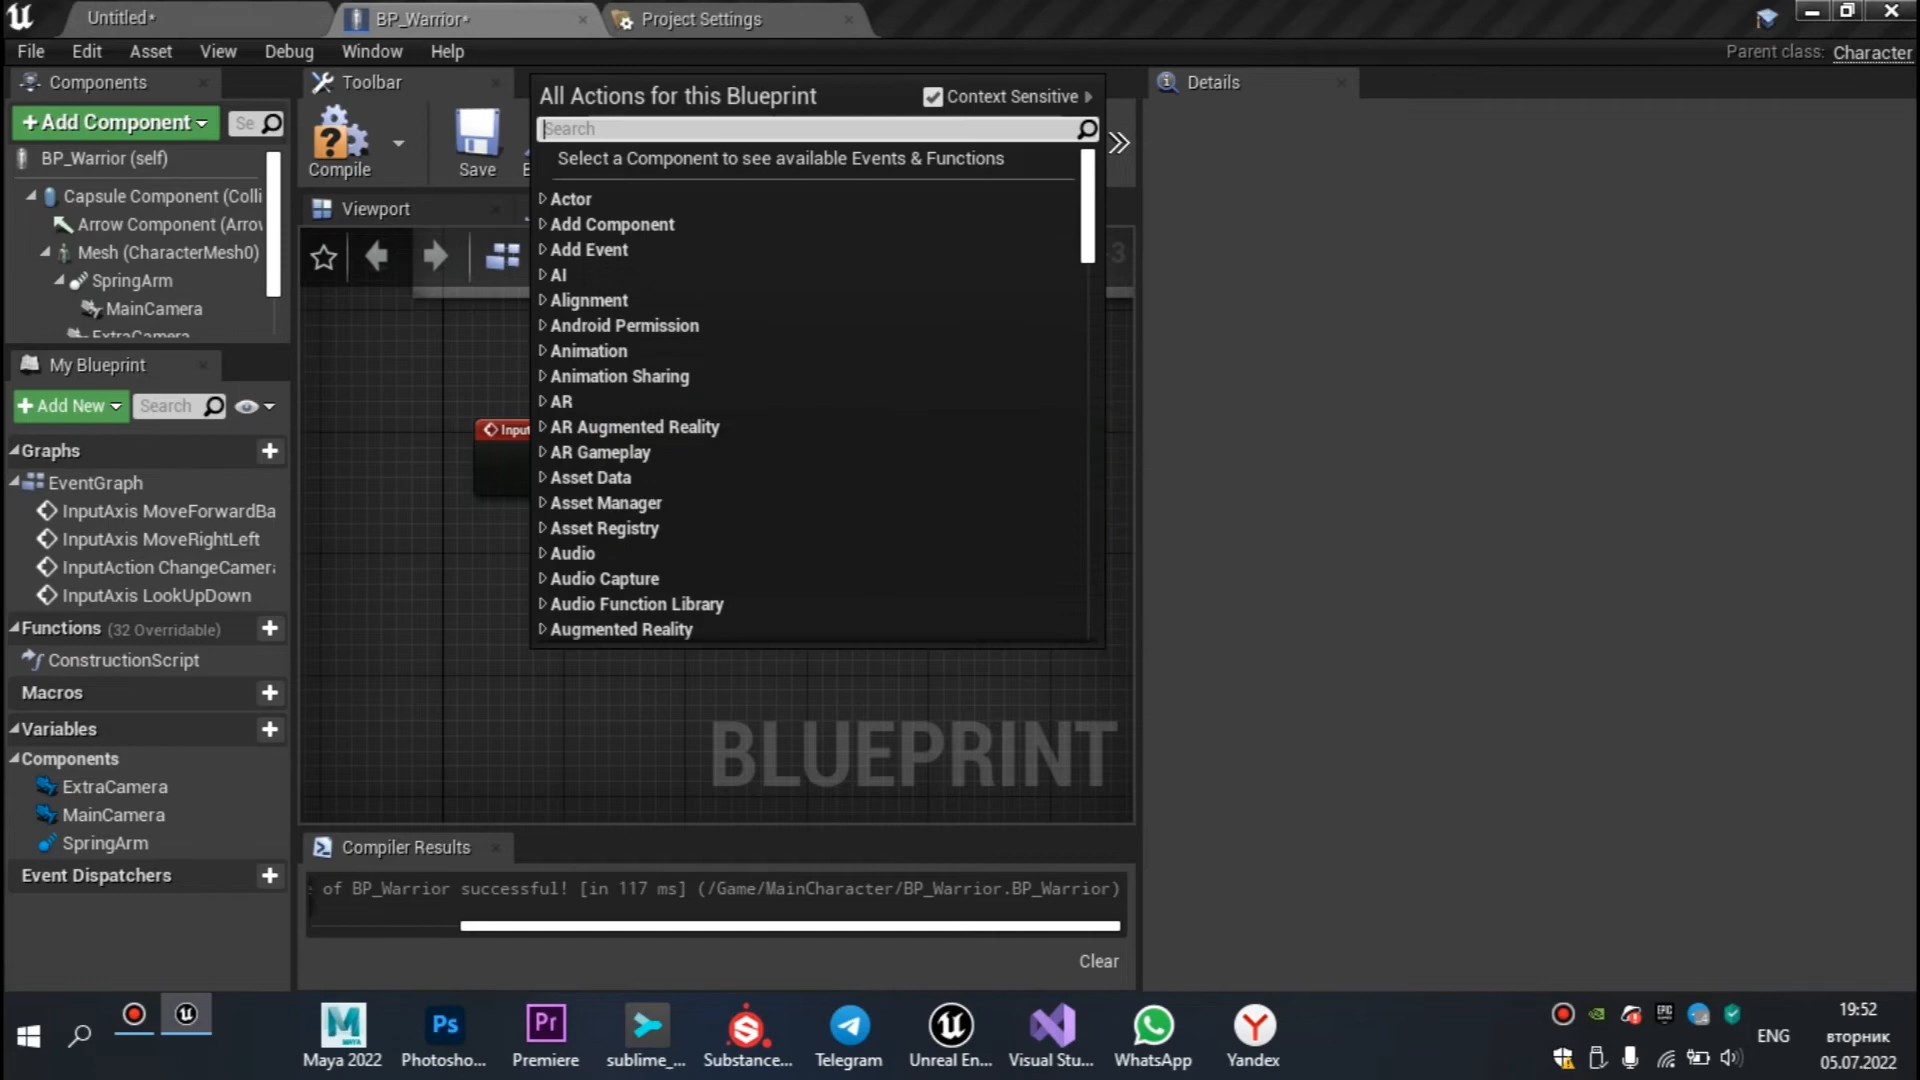 Untitled*
BP_Warrior*
Project Settings
File Edit Asset View Debug Window Help
Parent class: Character
Components
Toolbar
Details
All Actions for this Blueprint
Context Sensitive
+ Add Component
Se
Search
BP_Warrior (self)
Compile
Save
Select a Component to see available Events & Functions
Capsule Component (Colli
Arrow Component (Arrow
Mesh (CharacterMesh0)
SpringArm
MainCamera
ExtraCamera
Viewport
Actor
Add Component
Add Event
AI
Alignment
Android Permission
Animation
Animation Sharing
AR
AR Augmented Reality
AR Gameplay
Asset Data
Asset Manager
Asset Registry
Audio
Audio Capture
Audio Function Library
Augmented Reality
My Blueprint
+ Add New
Search
Input
Graphs
EventGraph
InputAxis MoveForwardBa
InputAxis MoveRightLeft
InputAction ChangeCamera
InputAxis LookUpDown
Functions (32 Overridable)
ConstructionScript
Macros
Variables
Components
ExtraCamera
MainCamera
SpringArm
Event Dispatchers
BLUEPRINT
Compiler Results
of BP_Warrior successful! [in 117 ms] (/Game/MainCharacter/BP_Warrior.BP_Warrior)
Clear
Maya 2022
Photosho...
Premiere
sublime_...
Substance...
Telegram
Unreal En...
Visual Stu...
WhatsApp
Yandex
ENG
19:52
вторник
05.07.2022